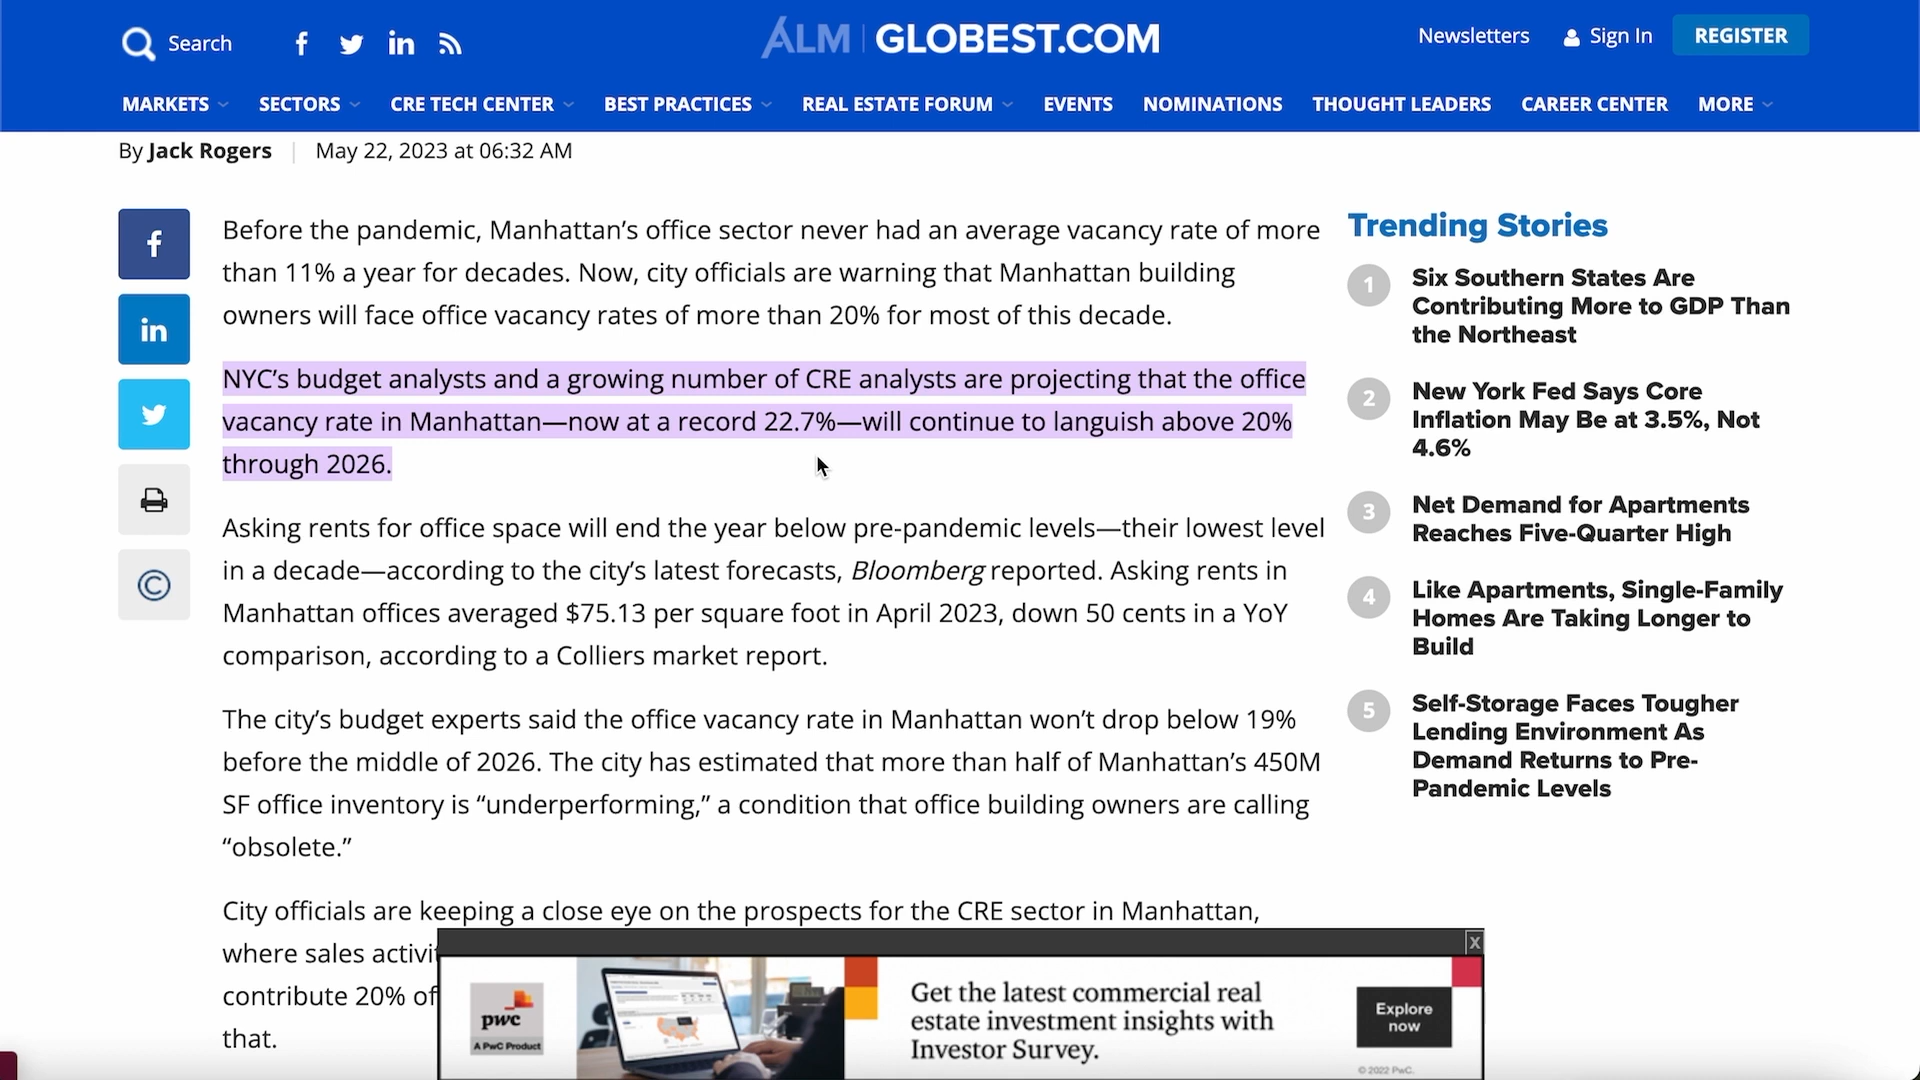 Search
ALM | GLOBEST.COM
Newsletters
Sign In
REGISTER
MARKETS
SECTORS
CRE TECH CENTER
BEST PRACTICES
REAL ESTATE FORUM
EVENTS
NOMINATIONS
THOUGHT LEADERS
CAREER CENTER
MORE
By Jack Rogers | May 22, 2023 at 06:32 AM
Before the pandemic, Manhattan’s office sector never had an average vacancy rate of more
than 11% a year for decades. Now, city officials are warning that Manhattan building
owners will face office vacancy rates of more than 20% for most of this decade.
NYC’s budget analysts and a growing number of CRE analysts are projecting that the office
vacancy rate in Manhattan—now at a record 22.7%—will continue to languish above 20%
through 2026.
Asking rents for office space will end the year below pre-pandemic levels—their lowest level
in a decade—according to the city’s latest forecasts, Bloomberg reported. Asking rents in
Manhattan offices averaged $75.13 per square foot in April 2023, down 50 cents in a YoY
comparison, according to a Colliers market report.
The city’s budget experts said the office vacancy rate in Manhattan won’t drop below 19%
before the middle of 2026. The city has estimated that more than half of Manhattan’s 450M
SF office inventory is “underperforming,” a condition that office building owners are calling
“obsolete.”
City officials are keeping a close eye on the prospects for the CRE sector in Manhattan,
where sales activi
contribute 20% of
that.
Trending Stories
1
Six Southern States Are
Contributing More to GDP Than
the Northeast
2
New York Fed Says Core
Inflation May Be at 3.5%, Not
4.6%
3
Net Demand for Apartments
Reaches Five-Quarter High
4
Like Apartments, Single-Family
Homes Are Taking Longer to
Build
5
Self-Storage Faces Tougher
Lending Environment As
Demand Returns to Pre-
Pandemic Levels
X
pwc
A PwC Product
Get the latest commercial real
estate investment insights with
Investor Survey.
Explore
now
© 2022 PwC.